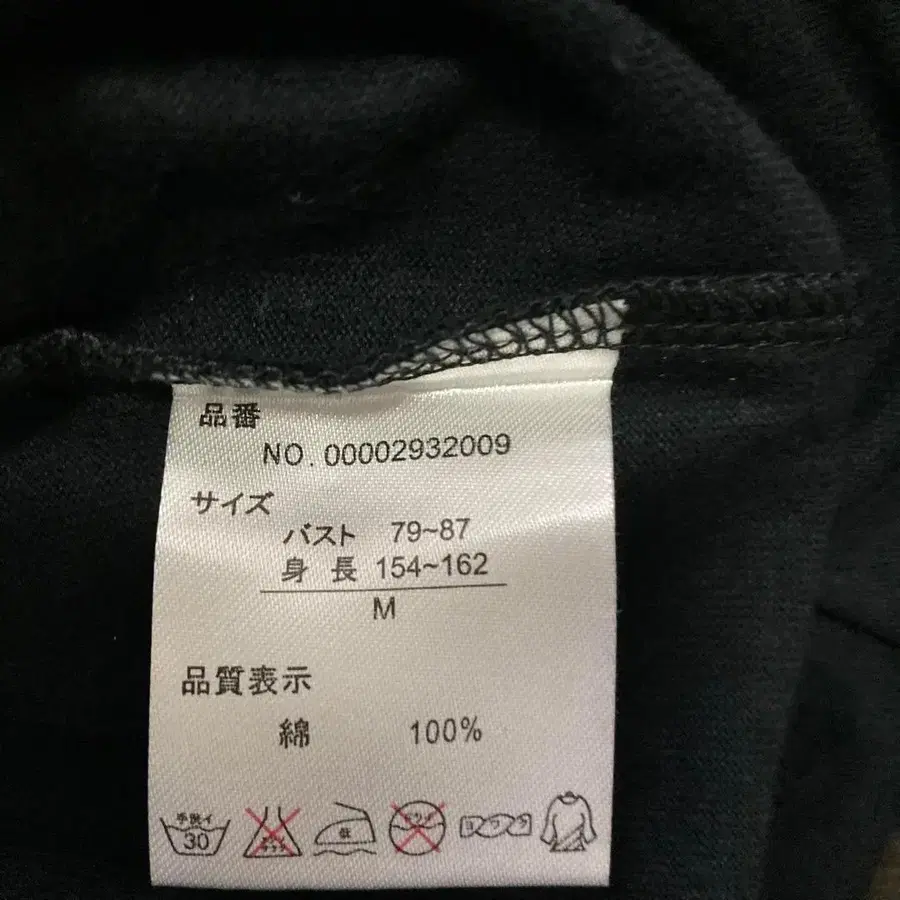 品番
NO. 00002932009
サイズ
バスト 79~87
身長 154~162
M
品質表示
綿 100%
手洗イ
30
低